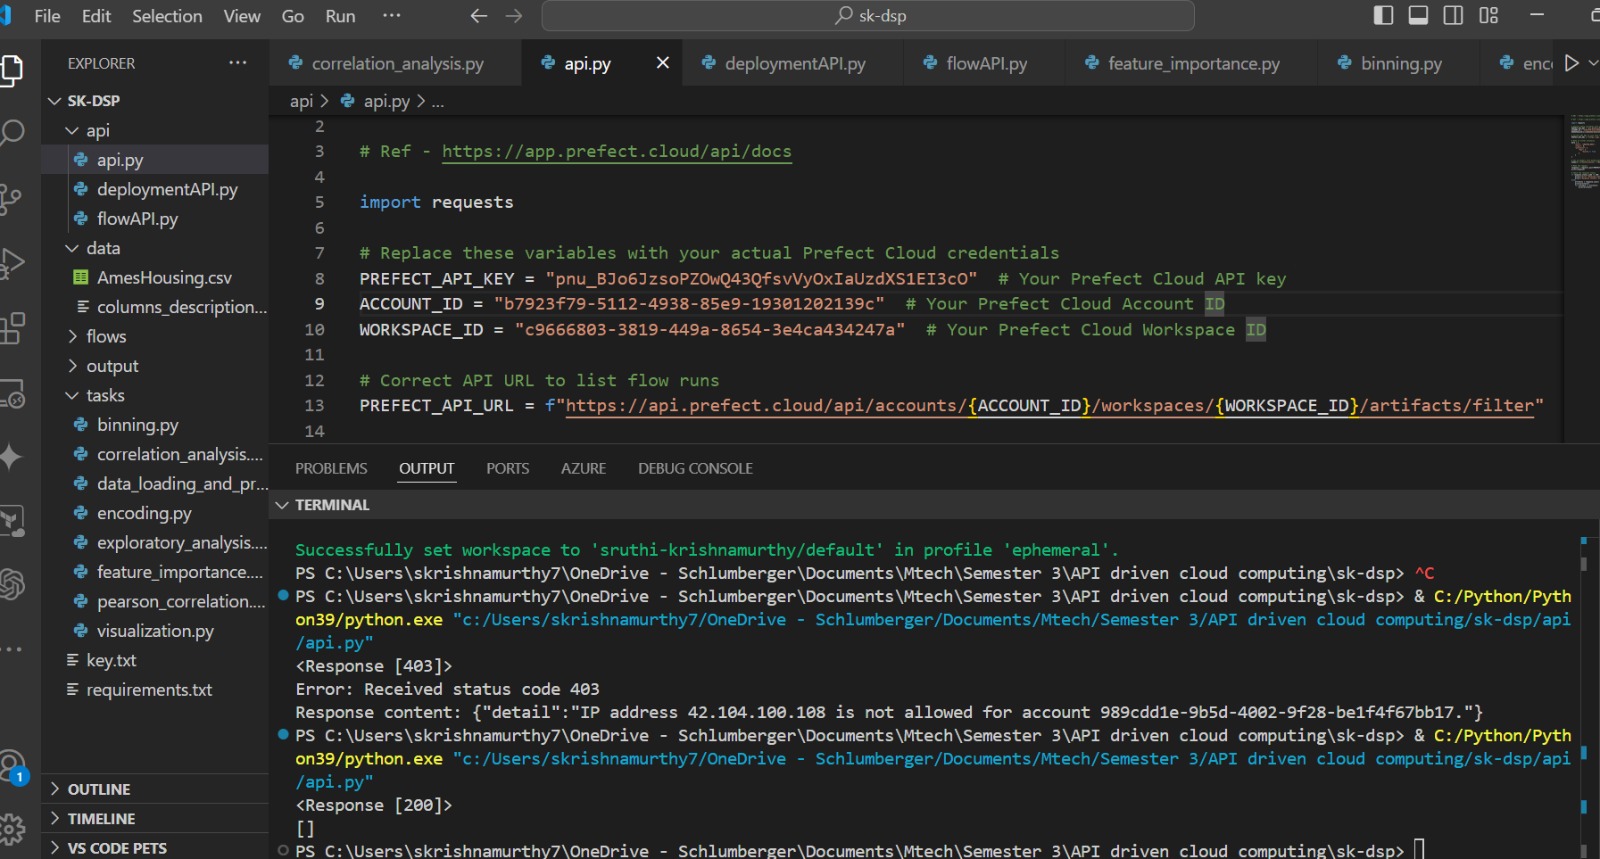 File Edit Selection View Go Run ··· sk-dsp
EXPLORER ···
SK-DSP
api
api.py
deploymentAPI.py
flowAPI.py
data
AmesHousing.csv
columns_description...
flows
output
tasks
binning.py
correlation_analysis....
data_loading_and_pr...
encoding.py
exploratory_analysis....
feature_importance....
pearson_correlation....
visualization.py
key.txt
requirements.txt
1
OUTLINE
TIMELINE
VS CODE PETS
correlation_analysis.py api.py deploymentAPI.py flowAPI.py feature_importance.py binning.py enc
api > api.py > ...
2
3 # Ref - https://app.prefect.cloud/api/docs
4
5 import requests
6
7 # Replace these variables with your actual Prefect Cloud credentials
8 PREFECT_API_KEY = "pnu_BJo6JzsoPZOwQ43QfsvVyOxIaUzdXS1EI3cO" # Your Prefect Cloud API key
9 ACCOUNT_ID = "b7923f79-5112-4938-85e9-19301202139c" # Your Prefect Cloud Account ID
10 WORKSPACE_ID = "c9666803-3819-449a-8654-3e4ca434247a" # Your Prefect Cloud Workspace ID
11
12 # Correct API URL to list flow runs
13 PREFECT_API_URL = f"https://api.prefect.cloud/api/accounts/{ACCOUNT_ID}/workspaces/{WORKSPACE_ID}/artifacts/filter"
14
PROBLEMS OUTPUT PORTS AZURE DEBUG CONSOLE
TERMINAL
Successfully set workspace to 'sruthi-krishnamurthy/default' in profile 'ephemeral'.
PS C:\Users\skrishnamurthy7\OneDrive - Schlumberger\Documents\Mtech\Semester 3\API driven cloud computing\sk-dsp> ^C
PS C:\Users\skrishnamurthy7\OneDrive - Schlumberger\Documents\Mtech\Semester 3\API driven cloud computing\sk-dsp> & C:/Python/Pyth
on39/python.exe "c:/Users/skrishnamurthy7/OneDrive - Schlumberger/Documents/Mtech/Semester 3/API driven cloud computing/sk-dsp/api
/api.py"
<Response [403]>
Error: Received status code 403
Response content: {"detail":"IP address 42.104.100.108 is not allowed for account 989cdd1e-9b5d-4002-9f28-be1f4f67bb17."}
PS C:\Users\skrishnamurthy7\OneDrive - Schlumberger\Documents\Mtech\Semester 3\API driven cloud computing\sk-dsp> & C:/Python/Pyth
on39/python.exe "c:/Users/skrishnamurthy7/OneDrive - Schlumberger/Documents/Mtech/Semester 3/API driven cloud computing/sk-dsp/api
/api.py"
<Response [200]>
[]
PS C:\Users\skrishnamurthy7\OneDrive - Schlumberger\Documents\Mtech\Semester 3\API driven cloud computing\sk-dsp>